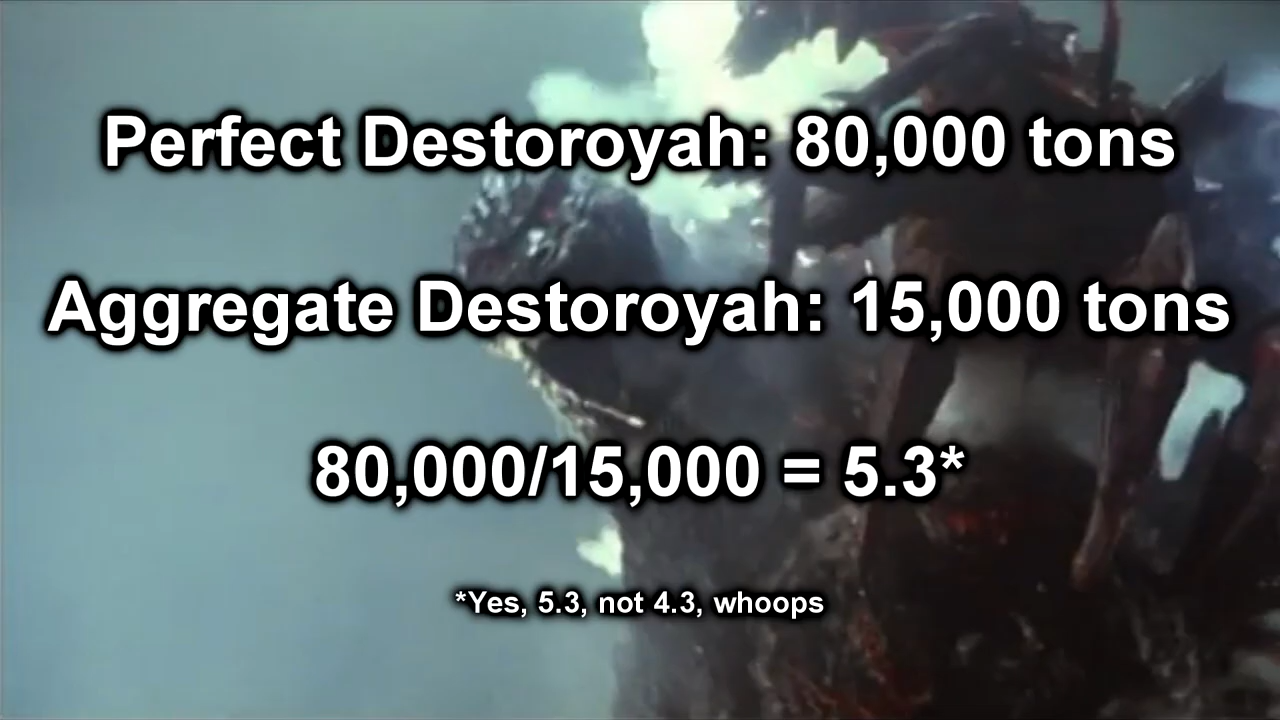 Perfect Destoroyah: 80,000 tons
Aggregate Destoroyah: 15,000 tons
80,000/15,000 = 5.3*
*Yes, 5.3, not 4.3, whoops